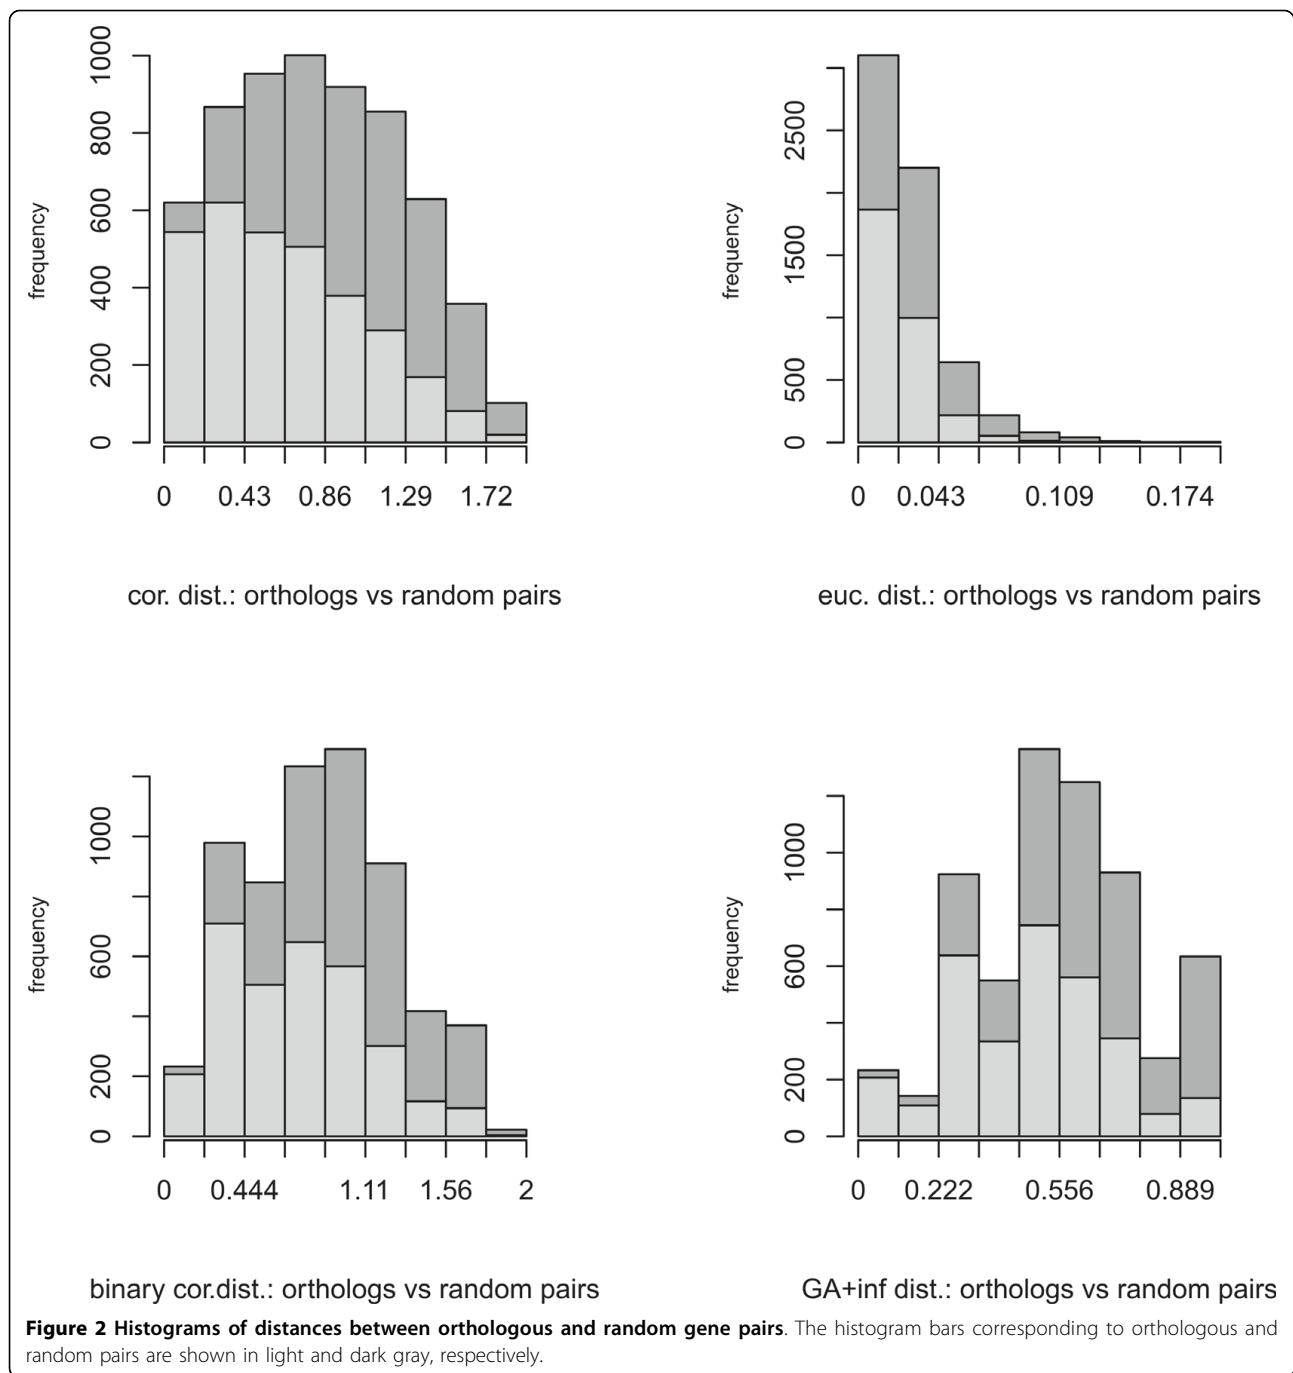 frequency
1000
800
600
400
200
0
0 0.43 0.86 1.29 1.72
cor. dist.: orthologs vs random pairs
frequency
2500
1500
500
0
0 0.043 0.109 0.174
euc. dist.: orthologs vs random pairs
frequency
1000
600
200
0
0 0.444 1.11 1.56 2
binary cor.dist.: orthologs vs random pairs
frequency
1000
600
200
0
0 0.222 0.556 0.889
GA+inf dist.: orthologs vs random pairs
Figure 2 Histograms of distances between orthologous and random gene pairs. The histogram bars corresponding to orthologous and
random pairs are shown in light and dark gray, respectively.